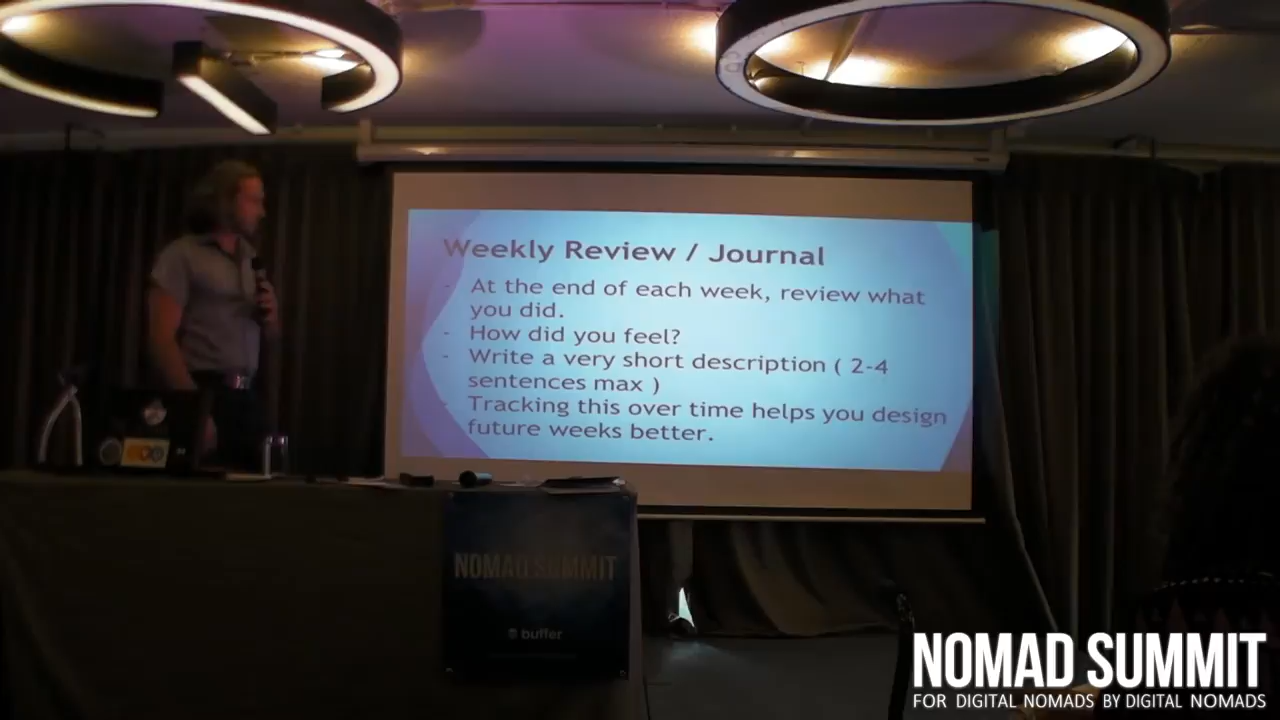 Weekly Review / Journal
- At the end of each week, review what
you did.
- How did you feel?
- Write a very short description ( 2-4
sentences max )
- Tracking this over time helps you design
future weeks better.
NOMAD SUMMIT
buffer
NOMAD SUMMIT
FOR DIGITAL NOMADS BY DIGITAL NOMADS